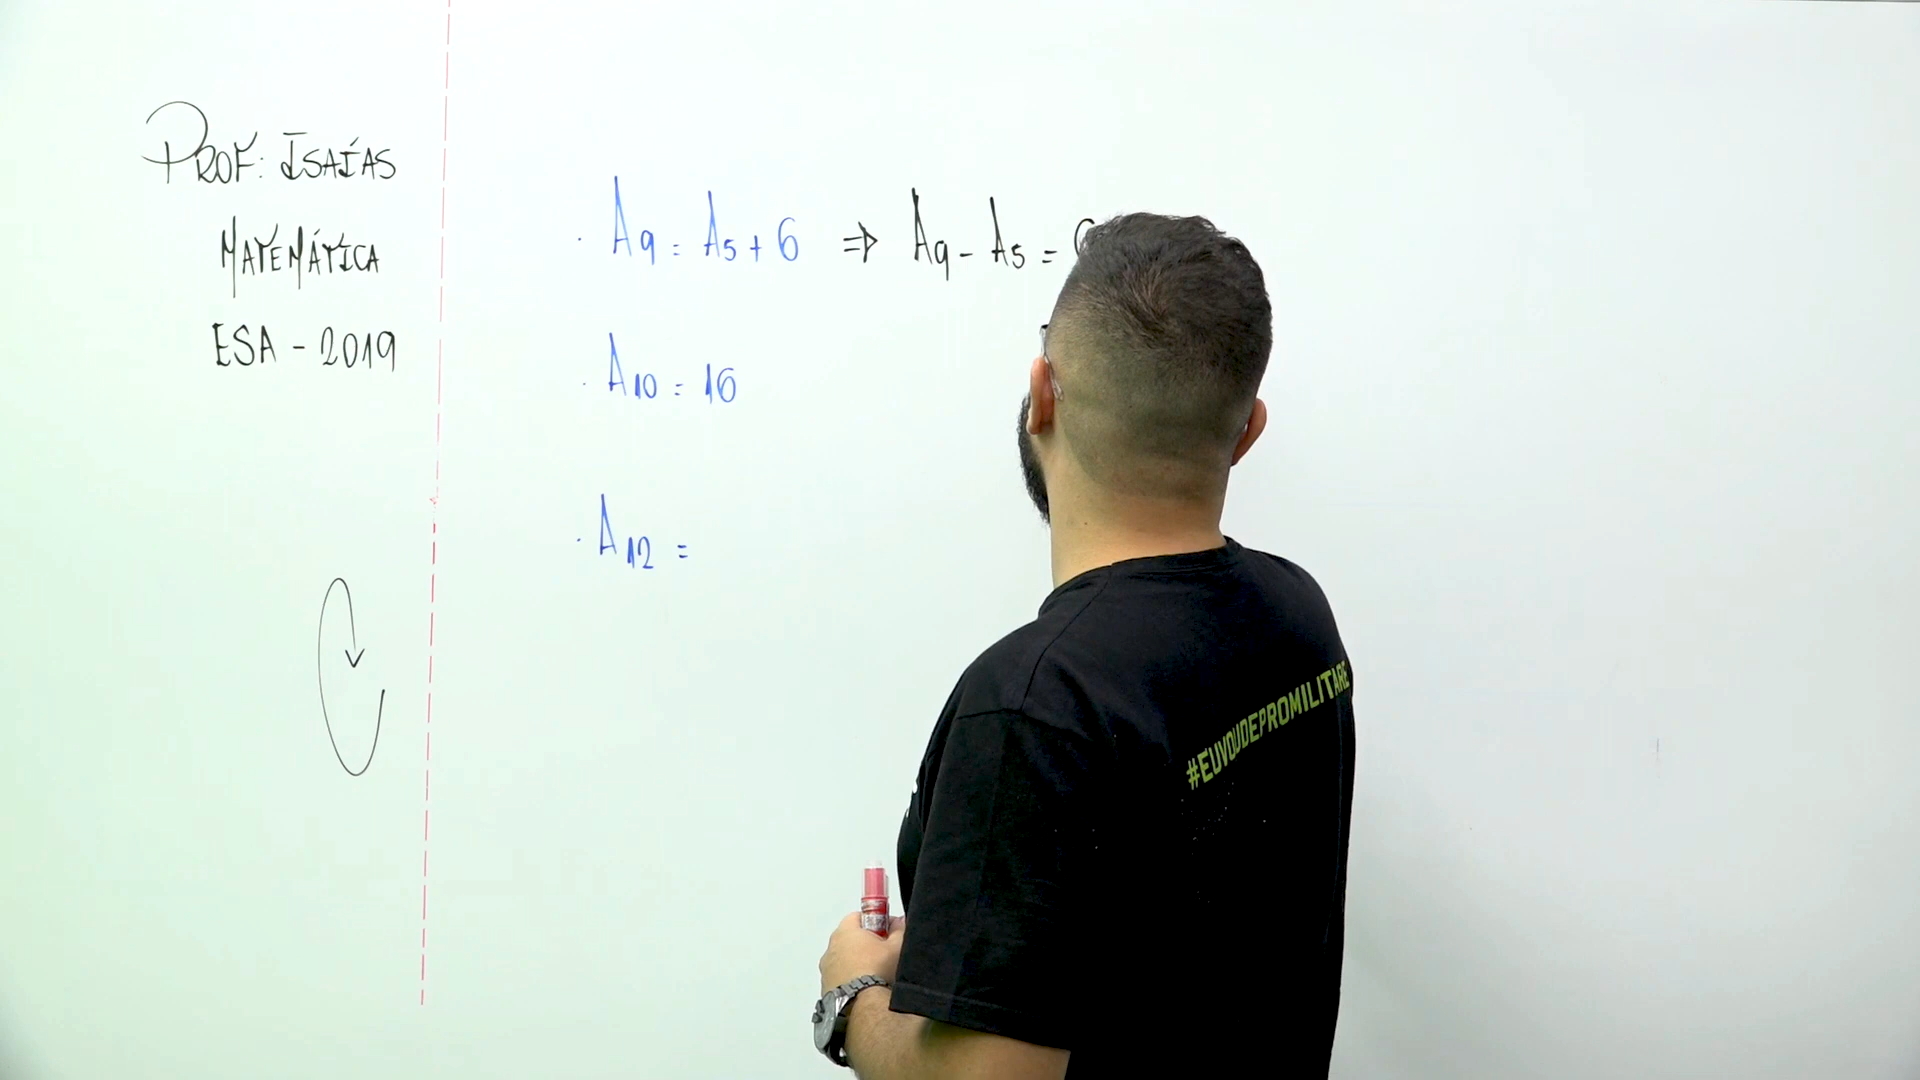 PROF: ISAÍAS
MATEMÁTICA
ESA - 2019
· A9 = A5 + 6 ⇒ A9 - A5 =
· A10 = 16
· A12 =
#EUVOUDEPROMILITARE